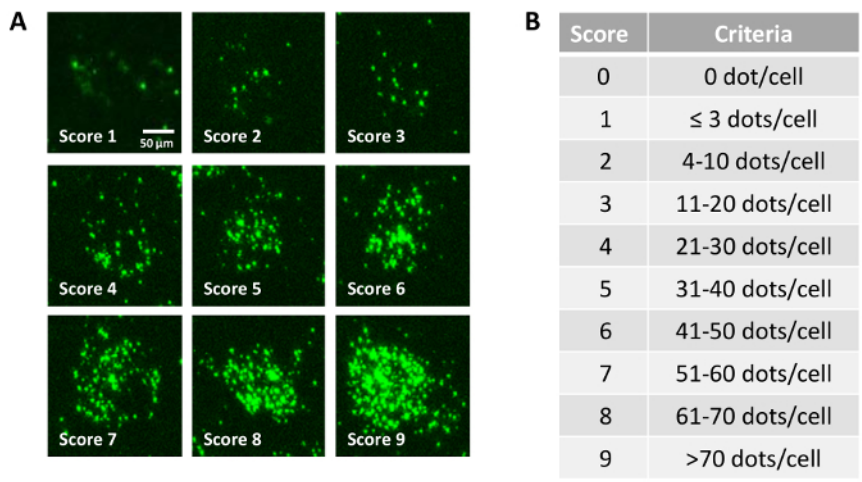 A
Score 1
50 µm
Score 2
Score 3
Score 4
Score 5
Score 6
Score 7
Score 8
Score 9
B
Score Criteria
0 0 dot/cell
1 ≤ 3 dots/cell
2 4-10 dots/cell
3 11-20 dots/cell
4 21-30 dots/cell
5 31-40 dots/cell
6 41-50 dots/cell
7 51-60 dots/cell
8 61-70 dots/cell
9 >70 dots/cell